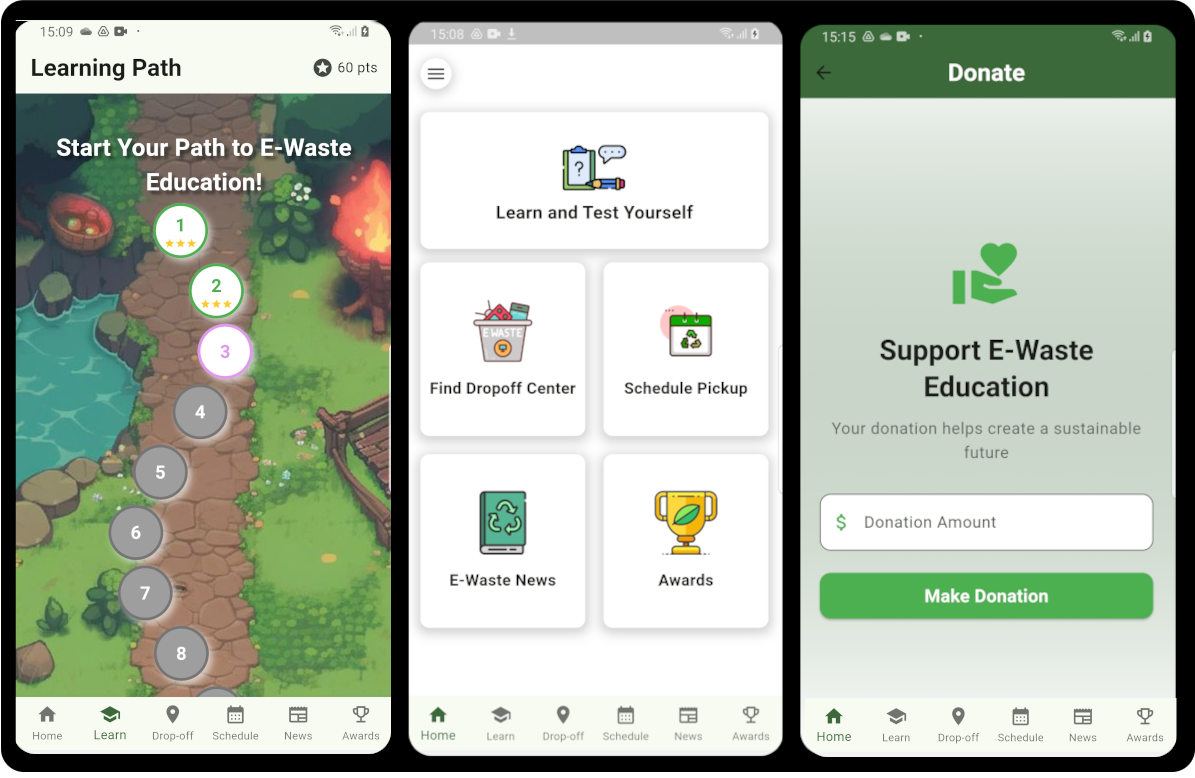 15:09
Learning Path
60 pts
Start Your Path to E-Waste
Education!
1
2
3
4
5
6
7
8
Home
Learn
Drop-off
Schedule
News
Awards
15:08
?
Learn and Test Yourself
E WASTE
Find Dropoff Center
Schedule Pickup
E-Waste News
Awards
Home
Learn
Drop-off
Schedule
News
Awards
15:15
Donate
Support E-Waste
Education
Your donation helps create a sustainable
future
$ Donation Amount
Make Donation
Home
Learn
Drop-off
Schedule
News
Awards